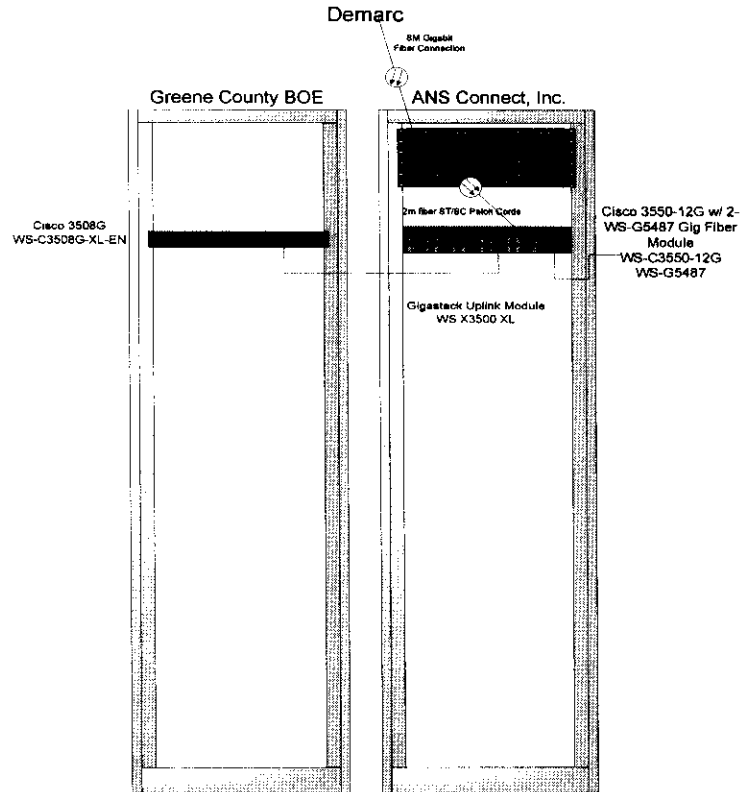 Demarc
SM Gigabit
Fiber Connection
Greene County BOE
ANS Connect, Inc.
Cisco 3508G
WS-C3508G-XL-EN
2m fiber ST/SC Patch Cords
Cisco 3550-12G w/ 2-
WS-G5487 Gig Fiber
Module
WS-C3550-12G
WS-G5487
Gigastack Uplink Module
WS X3500 XL